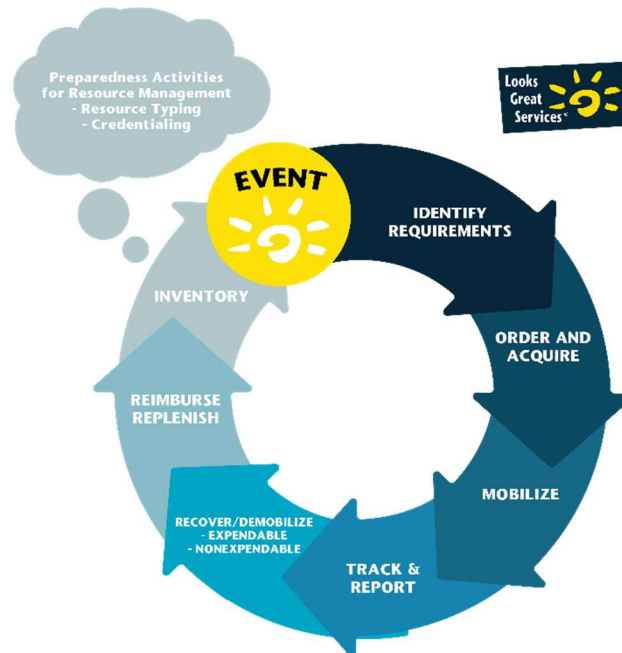 Preparedness Activities
for Resource Management
- Resource Typing
- Credentialing
Looks
Great
Services
EVENT
IDENTIFY
REQUIREMENTS
ORDER AND
ACQUIRE
MOBILIZE
TRACK &
REPORT
RECOVER/DEMOBILIZE
- EXPENDABLE
- NONEXPENDABLE
REIMBURSE
REPLENISH
INVENTORY